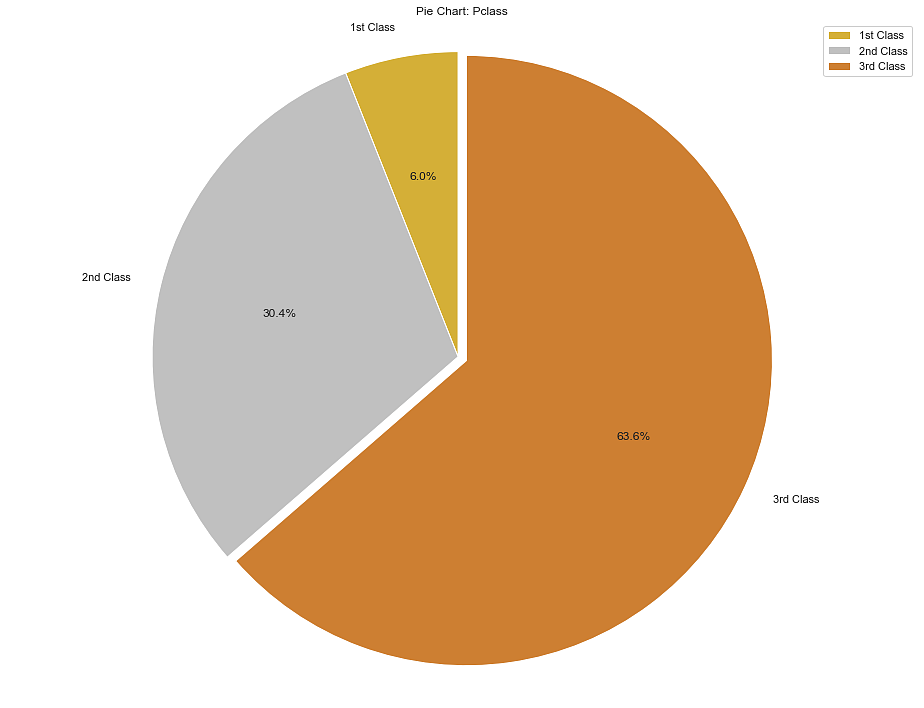 Pie Chart: Pclass
1st Class
1st Class
2nd Class
3rd Class
6.0%
2nd Class
30.4%
63.6%
3rd Class